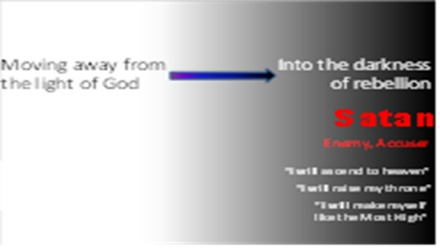 Moving away from
the light of God
Into the darkness
of rebellion
Satan
Enemy, Accuser
"I will ascend to heaven"
"I will raise my throne"
"I will make myself
like the Most High"